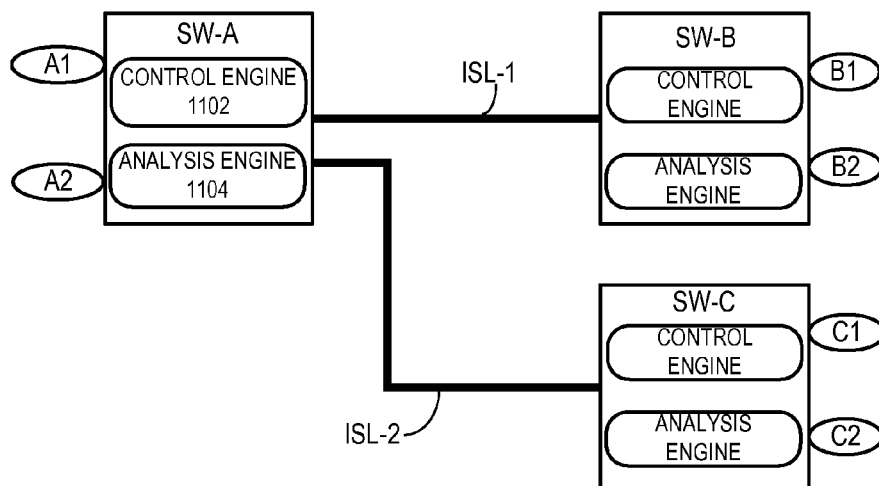 SW-A
A1
CONTROL ENGINE
1102
A2
ANALYSIS ENGINE
1104
ISL-1
SW-B
CONTROL
ENGINE
B1
ANALYSIS
ENGINE
B2
ISL-2
SW-C
CONTROL
ENGINE
C1
ANALYSIS
ENGINE
C2